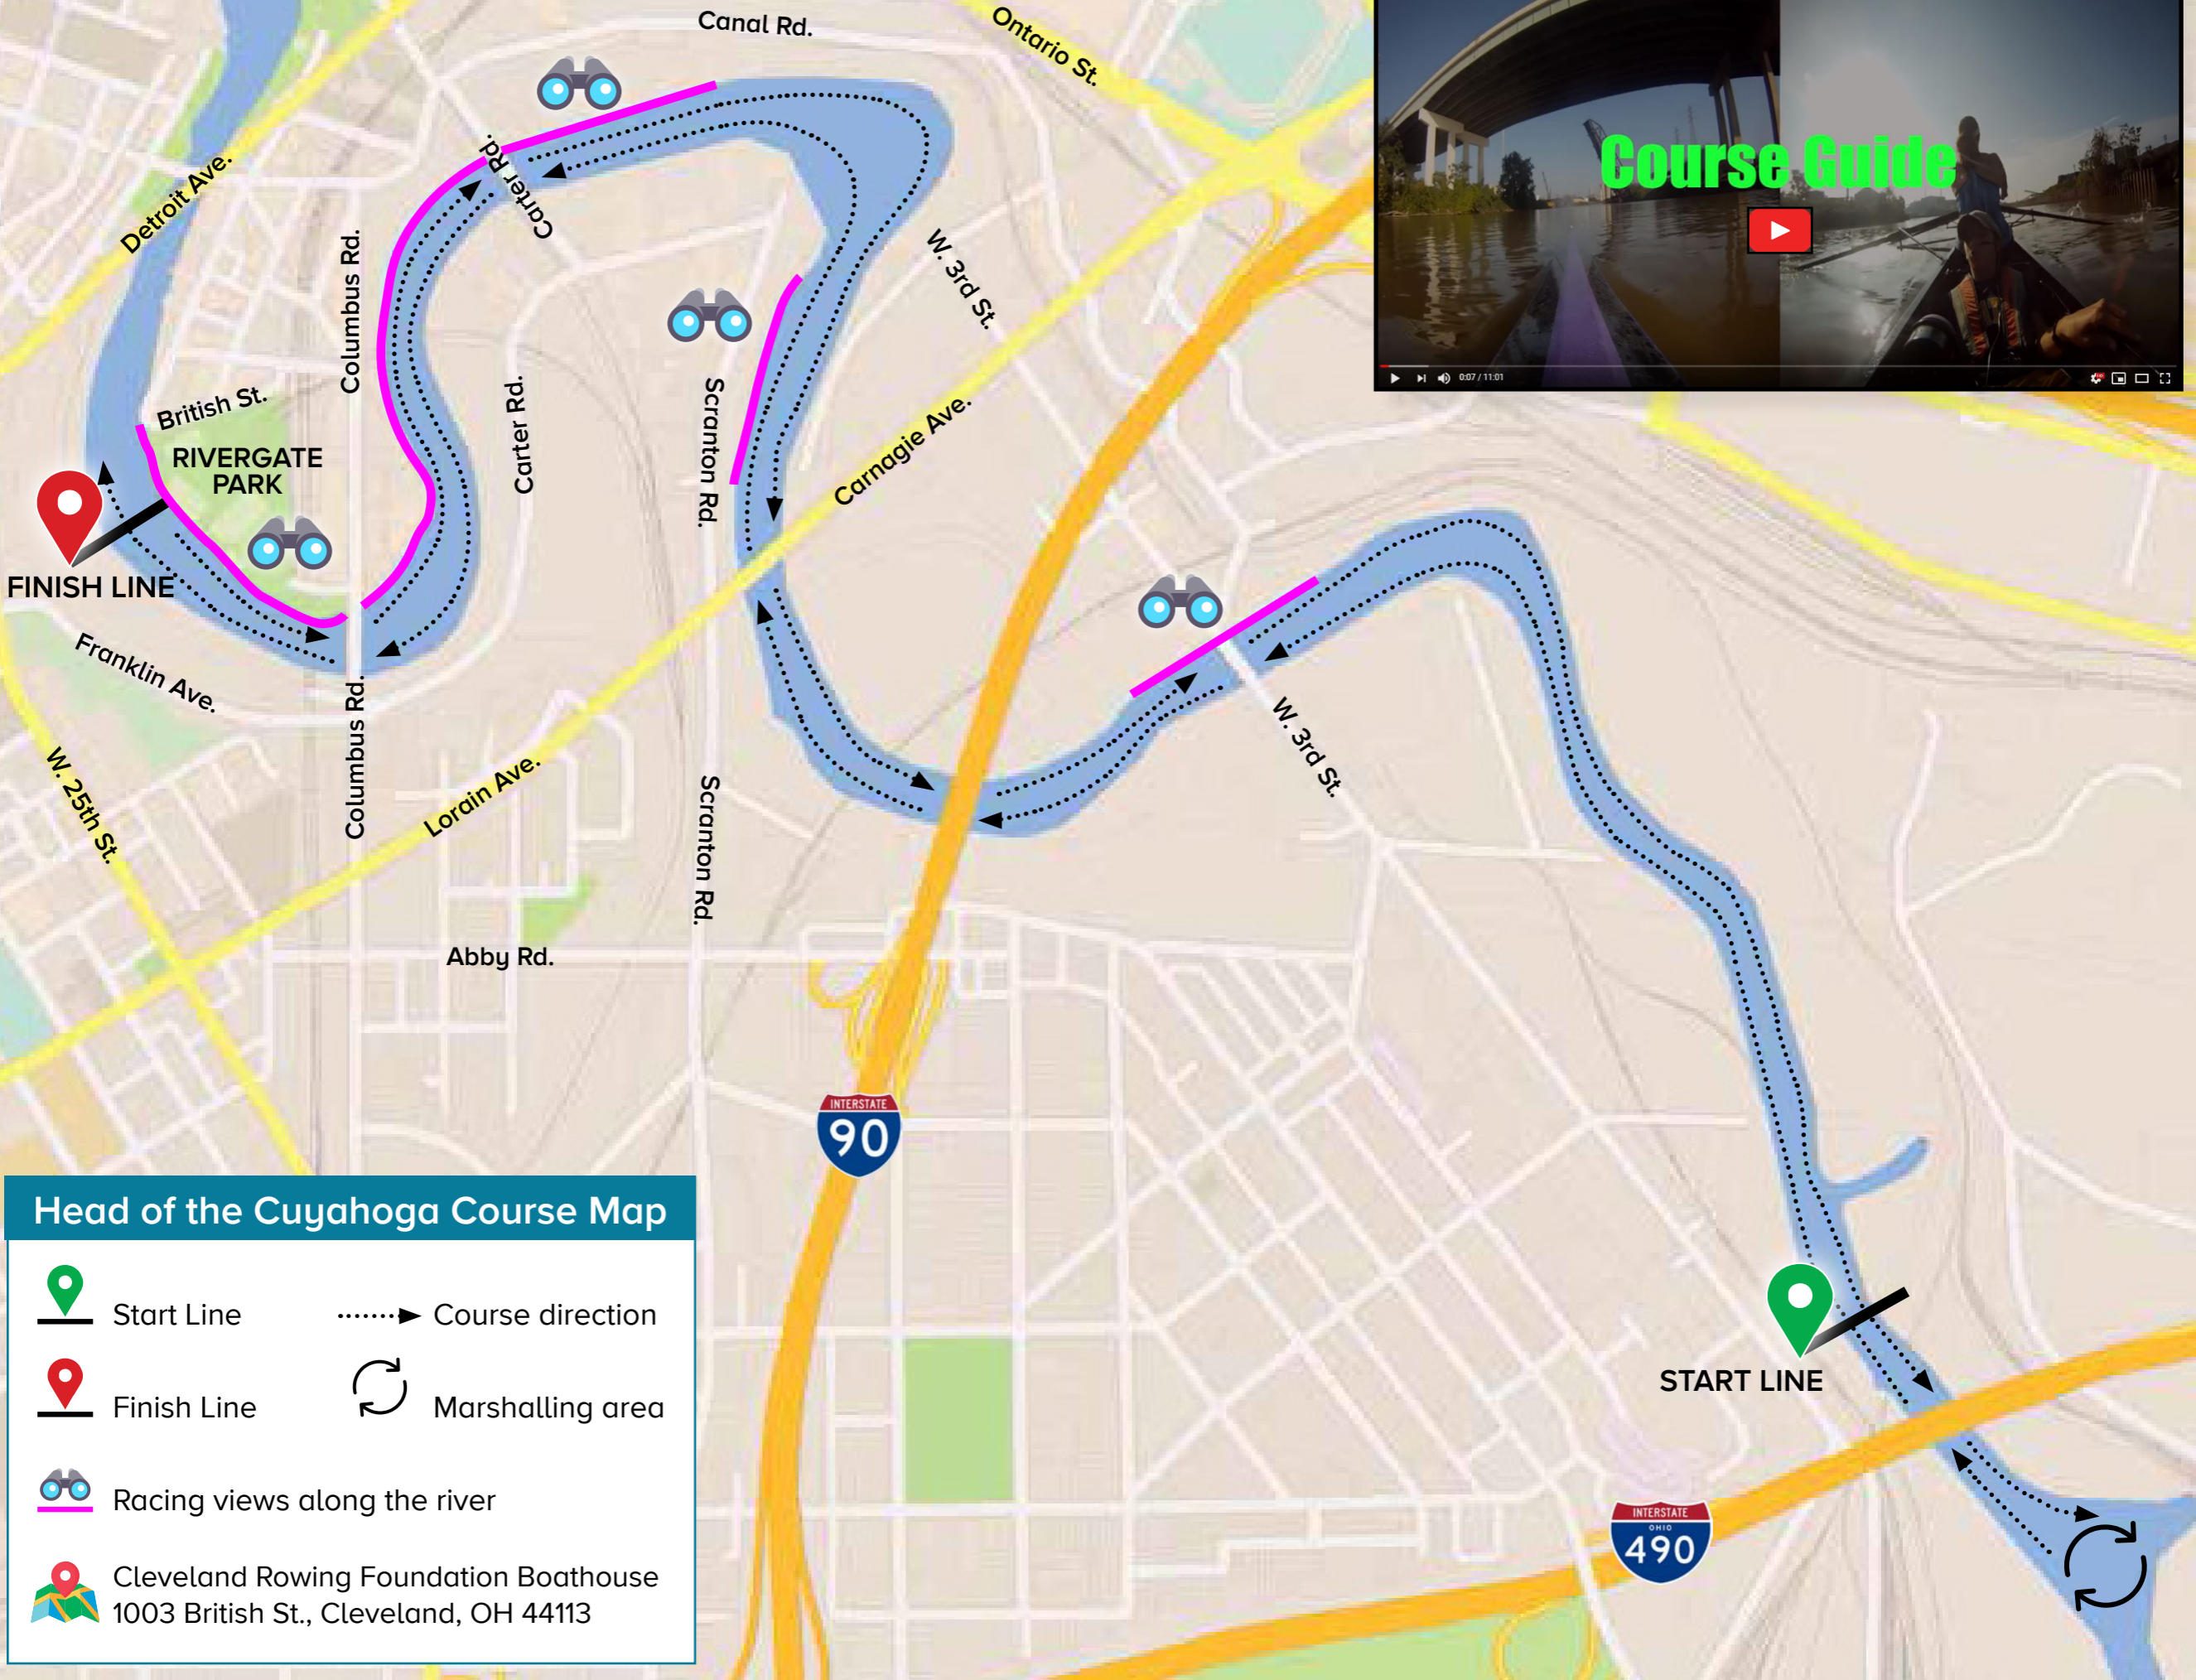 Canal Rd.
Ontario St.
Course Guide
0:07 / 11:01
Detroit Ave.
Carter Rd.
Columbus Rd.
W. 3rd St.
British St.
RIVERGATE
PARK
Carter Rd.
Scranton Rd.
Carnagie Ave.
FINISH LINE
Franklin Ave.
Columbus Rd.
W. 3rd St.
W. 25th St.
Lorain Ave.
Scranton Rd.
Abby Rd.
INTERSTATE
90
START LINE
INTERSTATE
OHIO
490
Head of the Cuyahoga Course Map
Start Line
Course direction
Finish Line
Marshalling area
Racing views along the river
Cleveland Rowing Foundation Boathouse
1003 British St., Cleveland, OH 44113